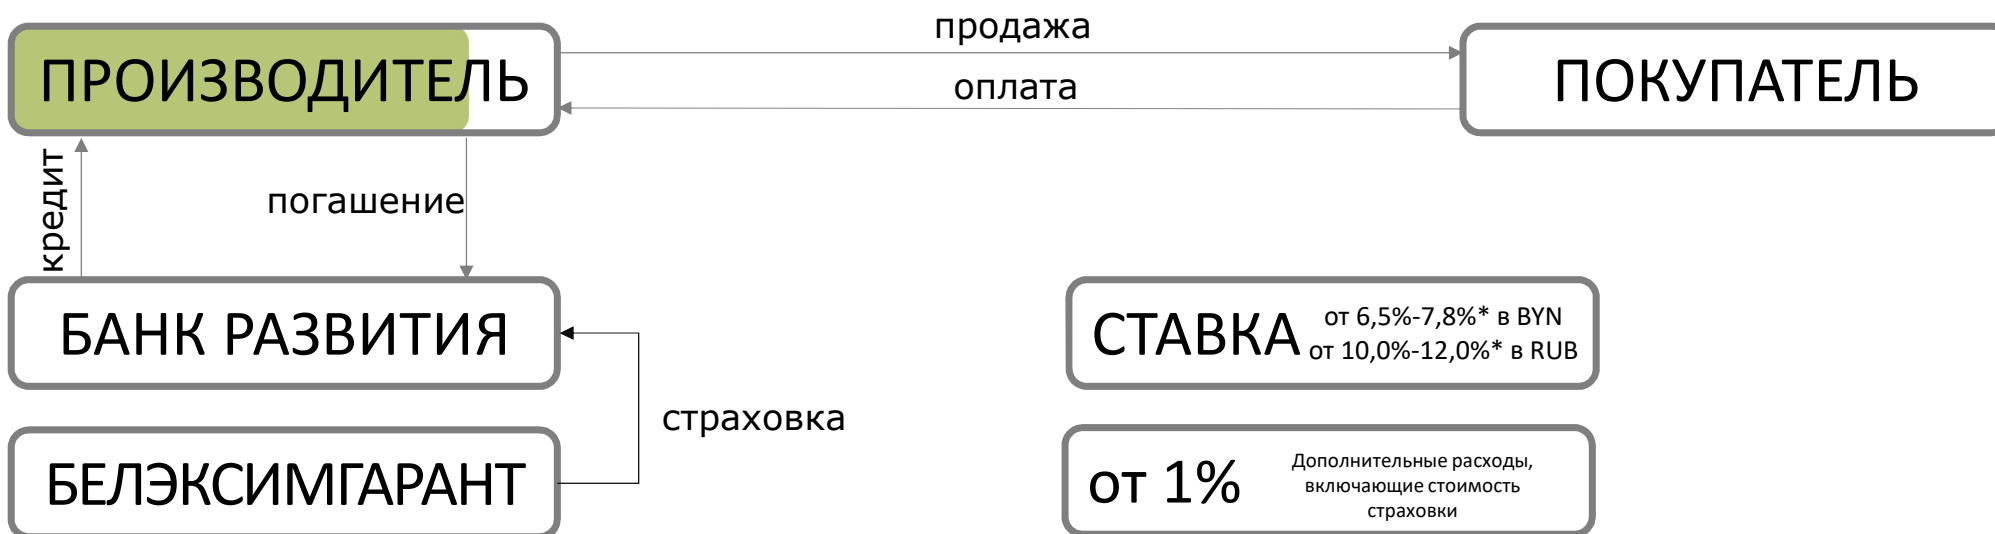 продажа
ПРОИЗВОДИТЕЛЬ
ПОКУПАТЕЛЬ
оплата
кредит
погашение
БАНК РАЗВИТИЯ
СТАВКА
от 6,5%-7,8%* в BYN
от 10,0%-12,0%* в RUB
страховка
БЕЛЭКСИМГАРАНТ
от 1%
Дополнительные расходы,
включающие стоимость
страховки